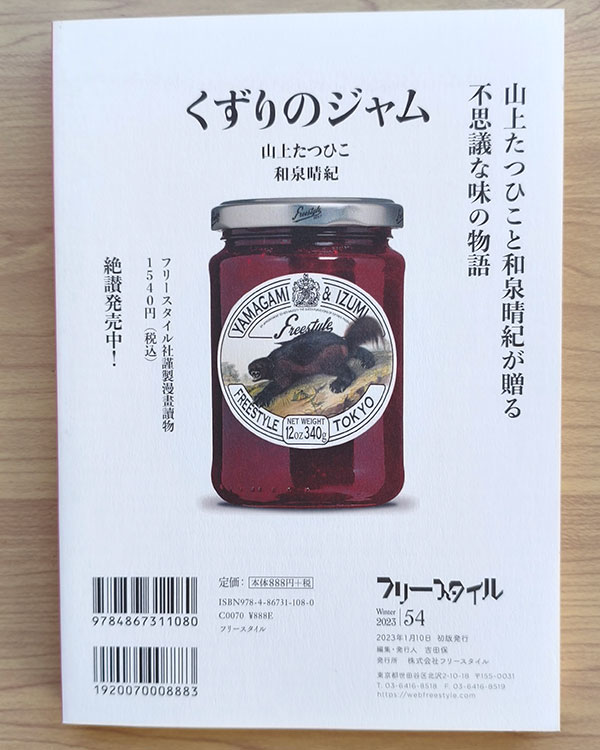 山上たつひこと和泉晴紀が贈る
不思議な味の物語
くずりのジャム
山上たつひこ
和泉晴紀
フリースタイル社謹製漫畫讀物
1540円(税込)
絶讃発売中!
Freestyle
YAMAGAMI & IZUMI
Freestyle
FREESTYLE TOKYO
NET WEIGHT
12oz 340g
9784867311080
1920070008883
定価:本体888円+税
ISBN978-4-86731-108-0
C0070 ¥888E
フリースタイル
フリースタイル
Winter
2023
54
2023年1月10日 初版発行
編集・発行人 吉田保
発行所 株式会社フリースタイル
東京都世田谷区北沢2-10-18 〒155-0031
T. 03-6416-8518 F. 03-6416-8519
https://webfreestyle.com